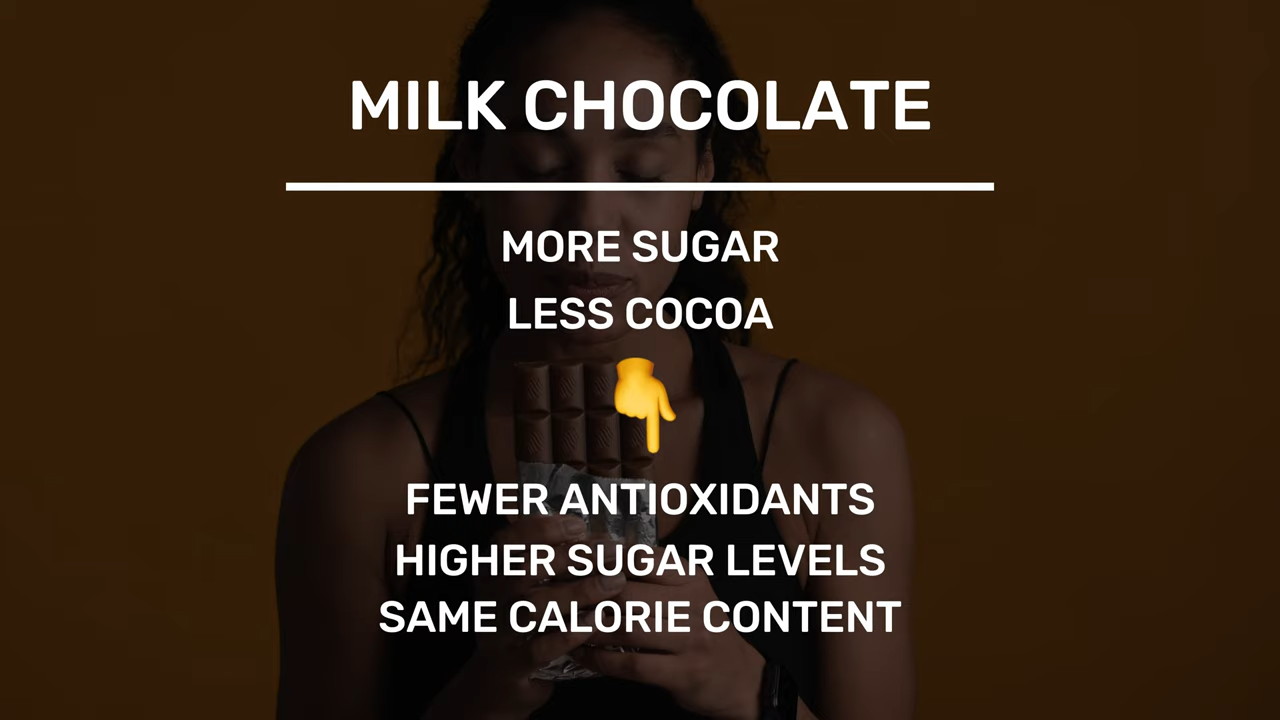 MILK CHOCOLATE
MORE SUGAR
LESS COCOA
FEWER ANTIOXIDANTS
HIGHER SUGAR LEVELS
SAME CALORIE CONTENT